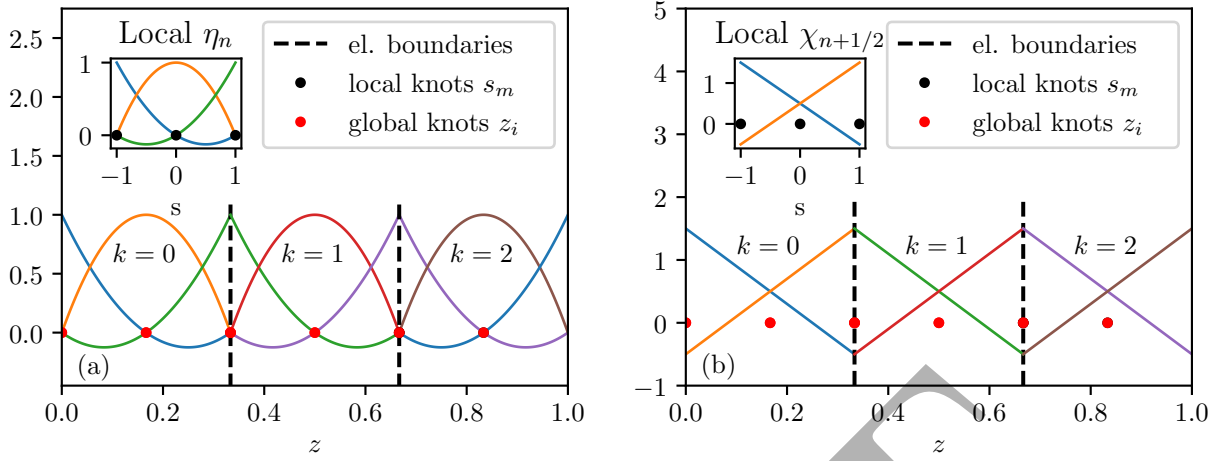 Local η_n
el. boundaries
local knots s_m
global knots z_i
1
0
−1 0 1
s
2.5
2.0
1.5
1.0
0.5
0.0
k = 0
k = 1
k = 2
(a)
0.0 0.2 0.4 0.6 0.8 1.0
z
Local χ_{n+1/2}
el. boundaries
local knots s_m
global knots z_i
1
0
−1 0 1
s
5
4
3
2
1
0
−1
k = 0
k = 1
k = 2
(b)
0.0 0.2 0.4 0.6 0.8 1.0
z